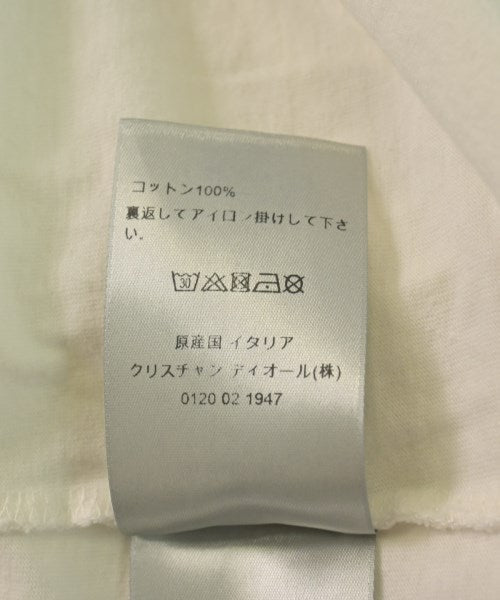 コットン100%
裏返してアイロン掛けして下さ
い。
30
原産国 イタリア
クリスチャン ディオール(株)
0120 02 1947